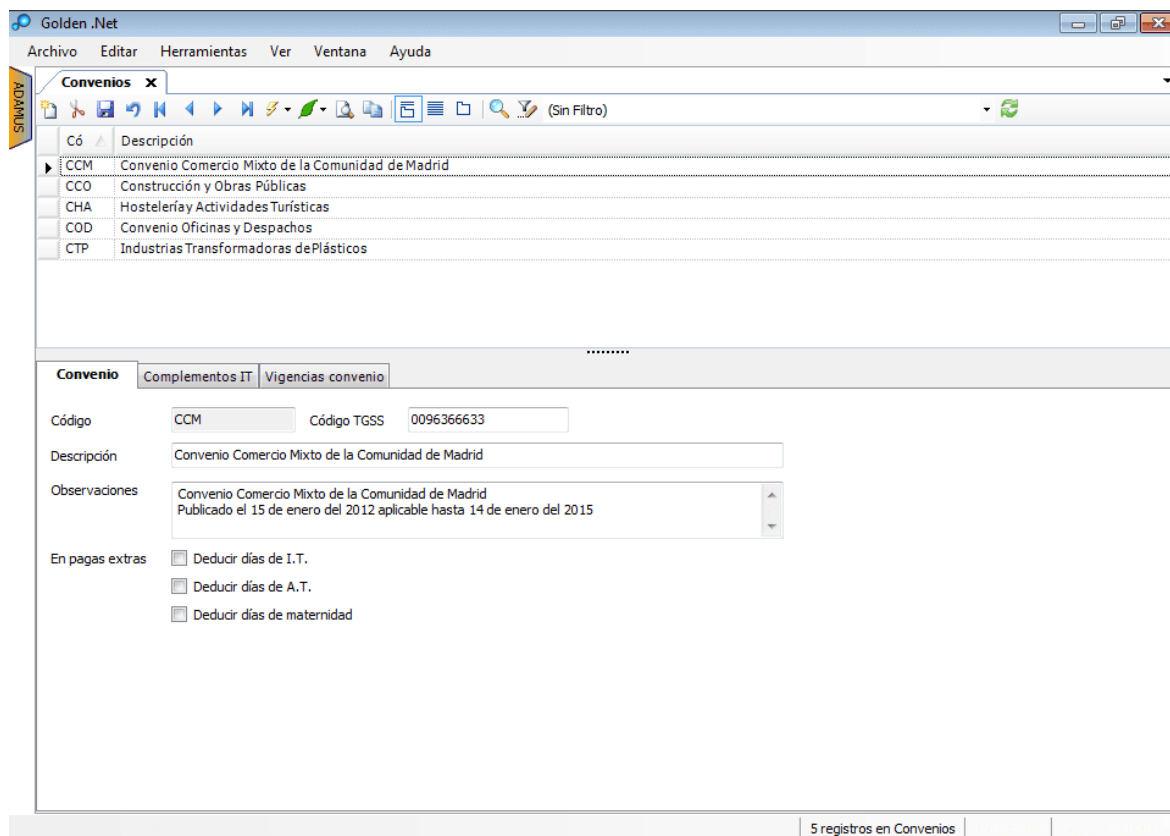 Golden .Net
Archivo Editar Herramientas Ver Ventana Ayuda
ADAMUS
Convenios X
(Sin Filtro)
Có Descripción
CCM Convenio Comercio Mixto de la Comunidad de Madrid
CCO Construcción y Obras Públicas
CHA Hostelería y Actividades Turísticas
COD Convenio Oficinas y Despachos
CTP Industrias Transformadoras de Plásticos
Convenio Complementos IT Vigencias convenio
Código CCM Código TGSS 0096366633
Descripción Convenio Comercio Mixto de la Comunidad de Madrid
Observaciones Convenio Comercio Mixto de la Comunidad de Madrid
Publicado el 15 de enero del 2012 aplicable hasta 14 de enero del 2015
En pagas extras Deducir días de I.T.
Deducir días de A.T.
Deducir días de maternidad
5 registros en Convenios